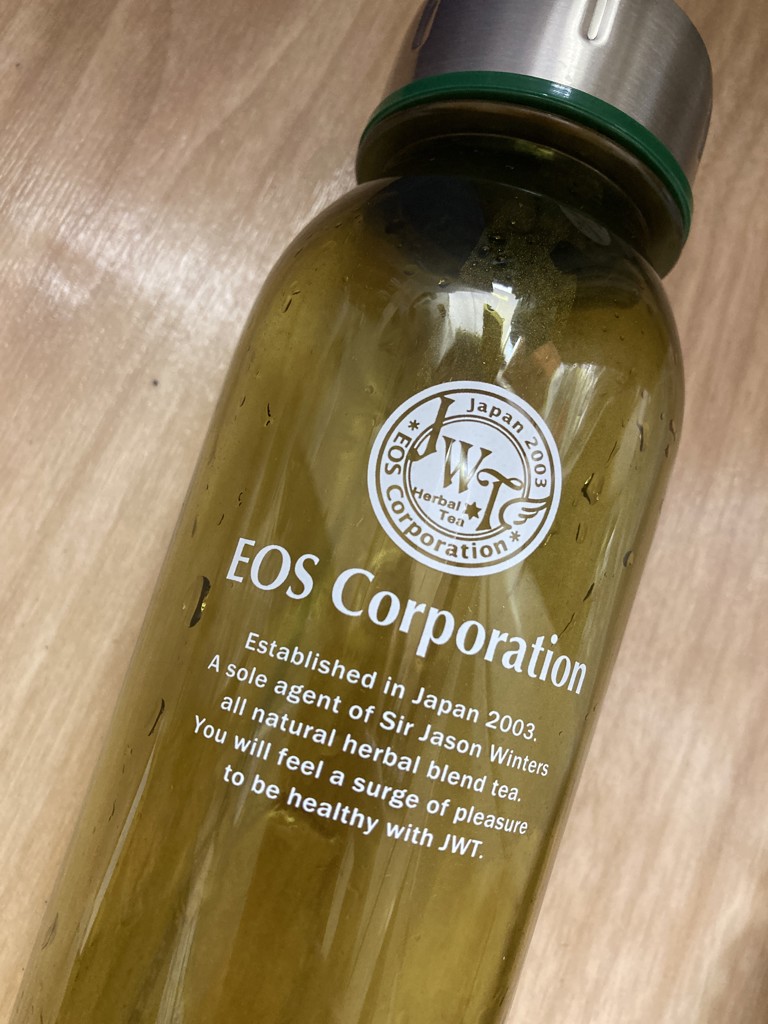 Japan 2003
JWT
Herbal
Tea
* EOS Corporation *
EOS Corporation
Established in Japan 2003.
A sole agent of Sir Jason Winters
all natural herbal blend tea.
You will feel a surge of pleasure
to be healthy with JWT.